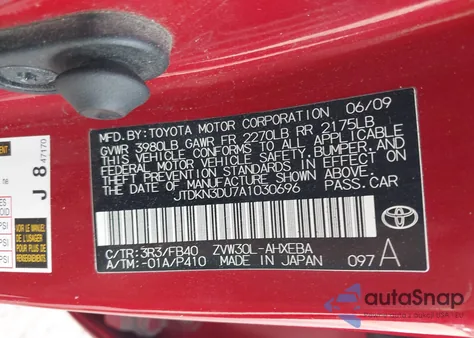 MFD. BY:TOYOTA MOTOR CORPORATION 06/09
GVWR 3980LB GAWR FR 2270LB RR 2175LB
THIS VEHICLE CONFORMS TO ALL APPLICABLE
FEDERAL MOTOR VEHICLE SAFETY, BUMPER, AND
THEFT PREVENTION STANDARDS IN EFFECT ON
THE DATE OF MANUFACTURE SHOWN ABOVE.
JTDKN3DU7A1030696 PASS.CAR
C/TR:3R3/FB40 ZVW30L-AHXEBA
A/TM:-01A/P410 MADE IN JAPAN
097 A
TOYOTA
J 8
47170
autoSnap